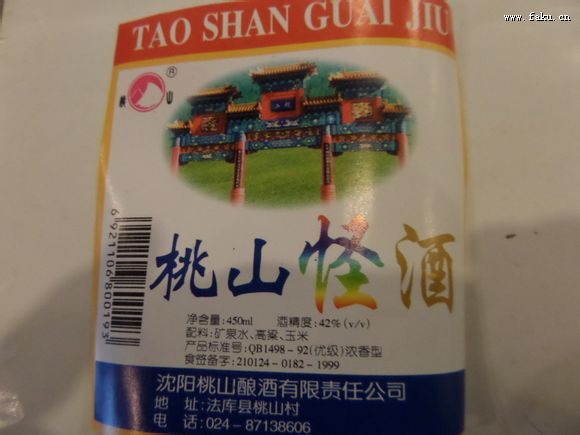 www.faku.cn
TAO SHAN GUAI JIU
®
桃 山
桃山怪酒
6921106800193
净含量:450ml 酒精度:42%(v/v)
配料:矿泉水、高粱、玉米
产品标准号:QB1498-92(优级)浓香型
食签备字:210124-0182-1999
沈阳桃山酿酒有限责任公司
地 址:法库县桃山村
电 话:024-87138606